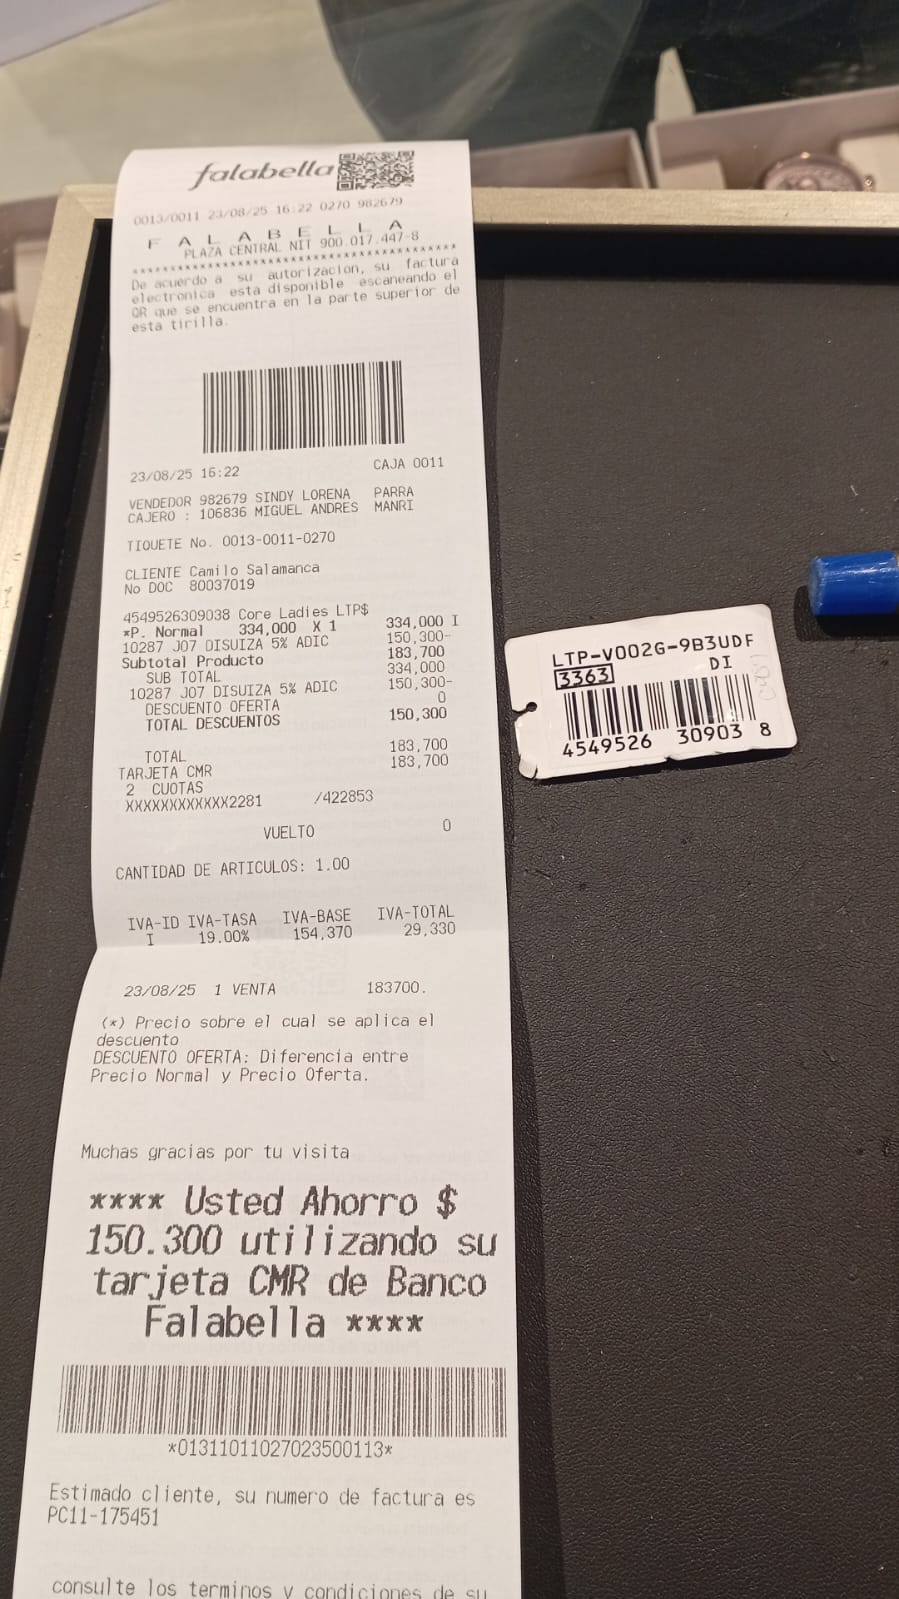 falabella
0013/0011 23/08/25 16:22 0270 982679
F A L A B E L L A
PLAZA CENTRAL NIT 900.017.447-8
****************************************
De acuerdo a su autorizacion, su factura
electronica esta disponible escaneando el
QR que se encuentra en la parte superior de
esta tirilla.
23/08/25 16:22 CAJA 0011
VENDEDOR 982679 SINDY LORENA PARRA
CAJERO : 106836 MIGUEL ANDRES MANRI
TIQUETE No. 0013-0011-0270
CLIENTE Camilo Salamanca
No DOC 80037019
4549526309038 Core Ladies LTP$
*P. Normal 334,000 X 1 334,000 I
10287 J07 DISUIZA 5% ADIC 150,300-
Subtotal Producto 183,700
SUB TOTAL 334,000
10287 J07 DISUIZA 5% ADIC 150,300-
DESCUENTO OFERTA 0
TOTAL DESCUENTOS 150,300
TOTAL 183,700
TARJETA CMR 183,700
2 CUOTAS
XXXXXXXXXXXX2281 /422853
VUELTO 0
CANTIDAD DE ARTICULOS: 1.00
IVA-ID IVA-TASA IVA-BASE IVA-TOTAL
I 19.00% 154,370 29,330
23/08/25 1 VENTA 183700.
(*) Precio sobre el cual se aplica el
descuento
DESCUENTO OFERTA: Diferencia entre
Precio Normal y Precio Oferta.
Muchas gracias por tu visita
**** Usted Ahorro $
150.300 utilizando su
tarjeta CMR de Banco
Falabella ****
*01311011027023500113*
Estimado cliente, su numero de factura es
PC11-175451
consulte los terminos y condiciones de su
LTP-V002G-9B3UDF
3363 DI
4549526 30903 8